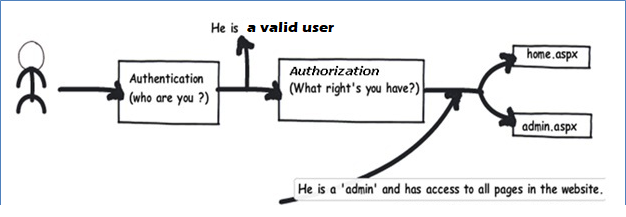 He is a valid user
Authentication
(who are you ?)
Authorization
(What right's you have?)
home.aspx
admin.aspx
He is a 'admin' and has access to all pages in the website.